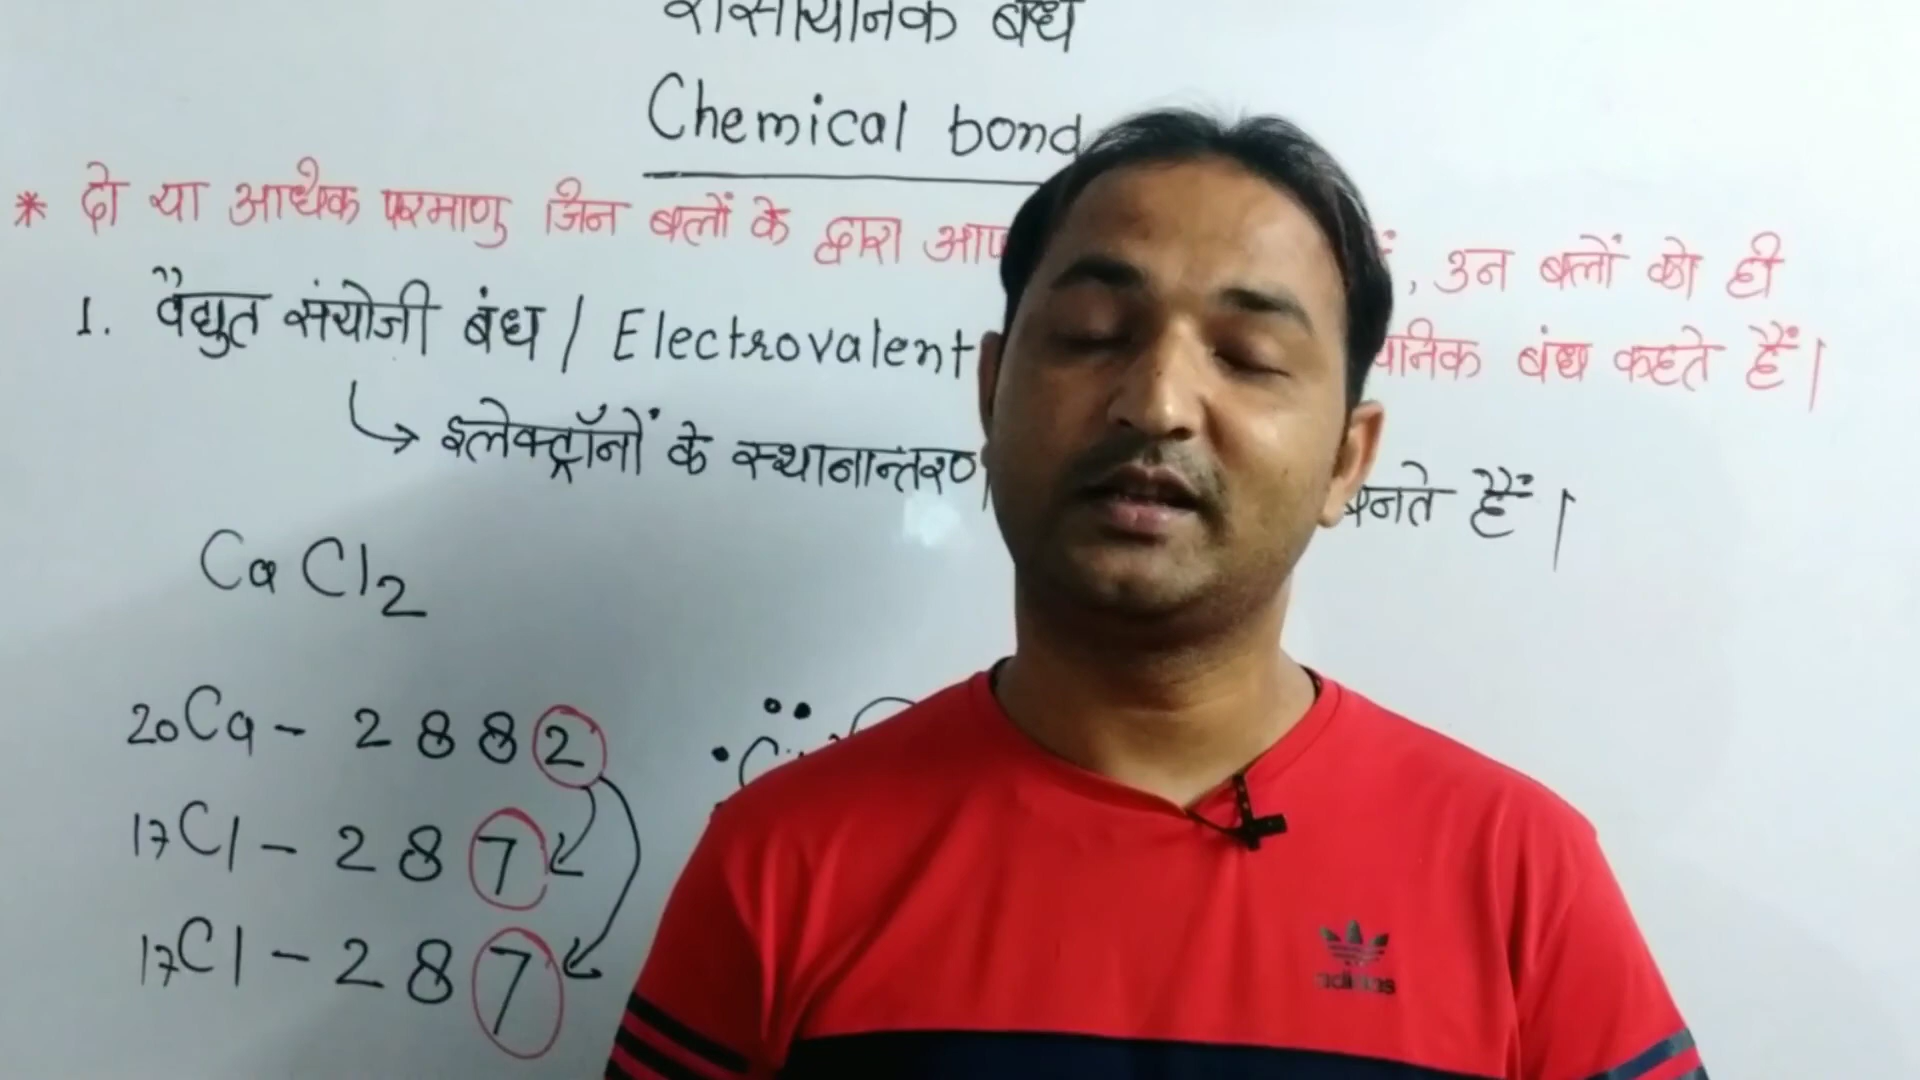 रासायनिक बंध
Chemical bond
* दो या अधिक परमाणु जिन बलों के द्वारा आप , उन बलों को ही
यनिक बंध कहते हैं।
1. वैद्युत संयोजी बंध / Electrovalent
↳ इलेक्ट्रॉनों के स्थानान्तरण बनते हैं।
CaCl2
20Ca - 2 8 8 2
17Cl - 2 8 7
17Cl - 2 8 7
adidas